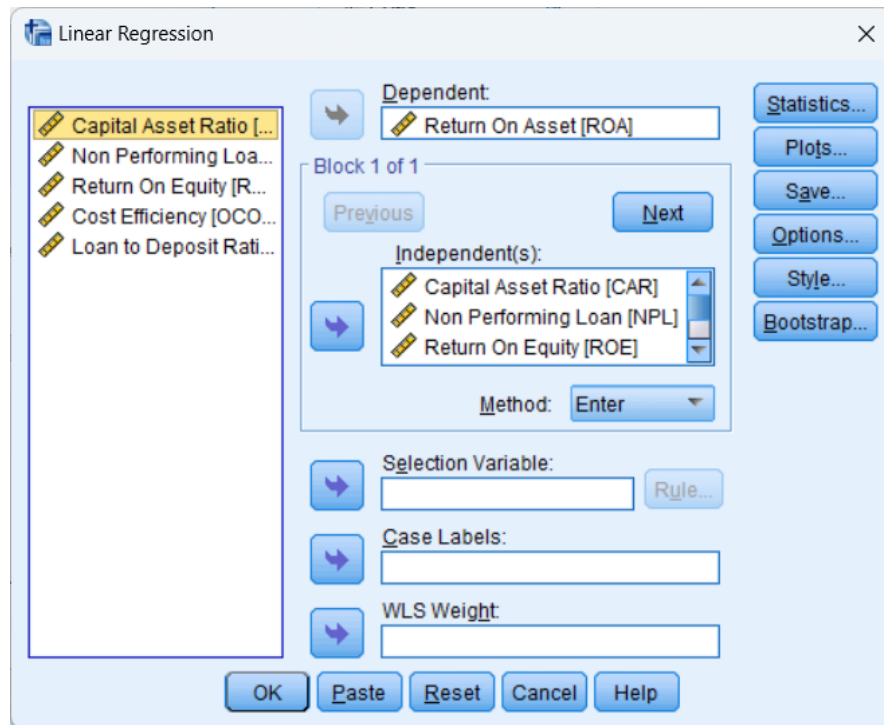 Linear Regression
Capital Asset Ratio [...
Non Performing Loa...
Return On Equity [R...
Cost Efficiency [OCO...
Loan to Deposit Rati...
Dependent:
Return On Asset [ROA]
Block 1 of 1
Previous
Next
Independent(s):
Capital Asset Ratio [CAR]
Non Performing Loan [NPL]
Return On Equity [ROE]
Method:
Enter
Selection Variable:
Rule...
Case Labels:
WLS Weight:
Statistics...
Plots...
Save...
Options...
Style...
Bootstrap...
OK
Paste
Reset
Cancel
Help